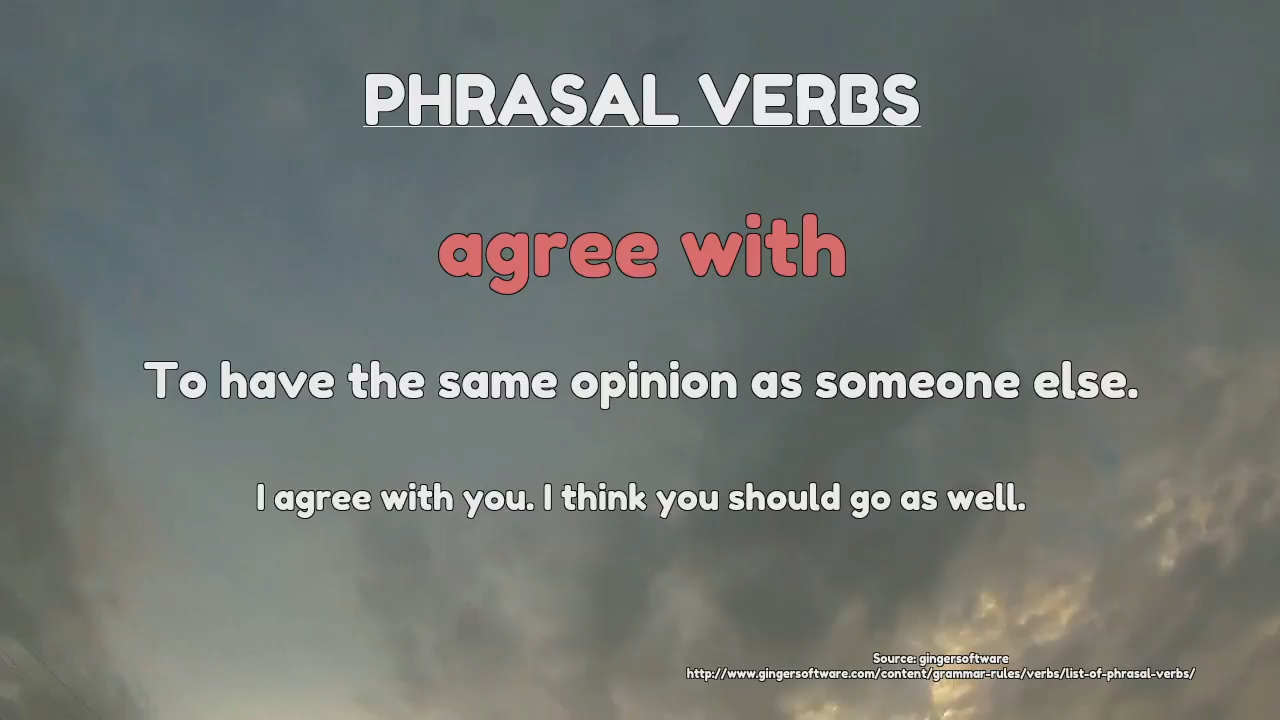 PHRASAL VERBS
agree with
To have the same opinion as someone else.
I agree with you. I think you should go as well.
Source: gingersoftware
http://www.gingersoftware.com/content/grammar-rules/verbs/list-of-phrasal-verbs/